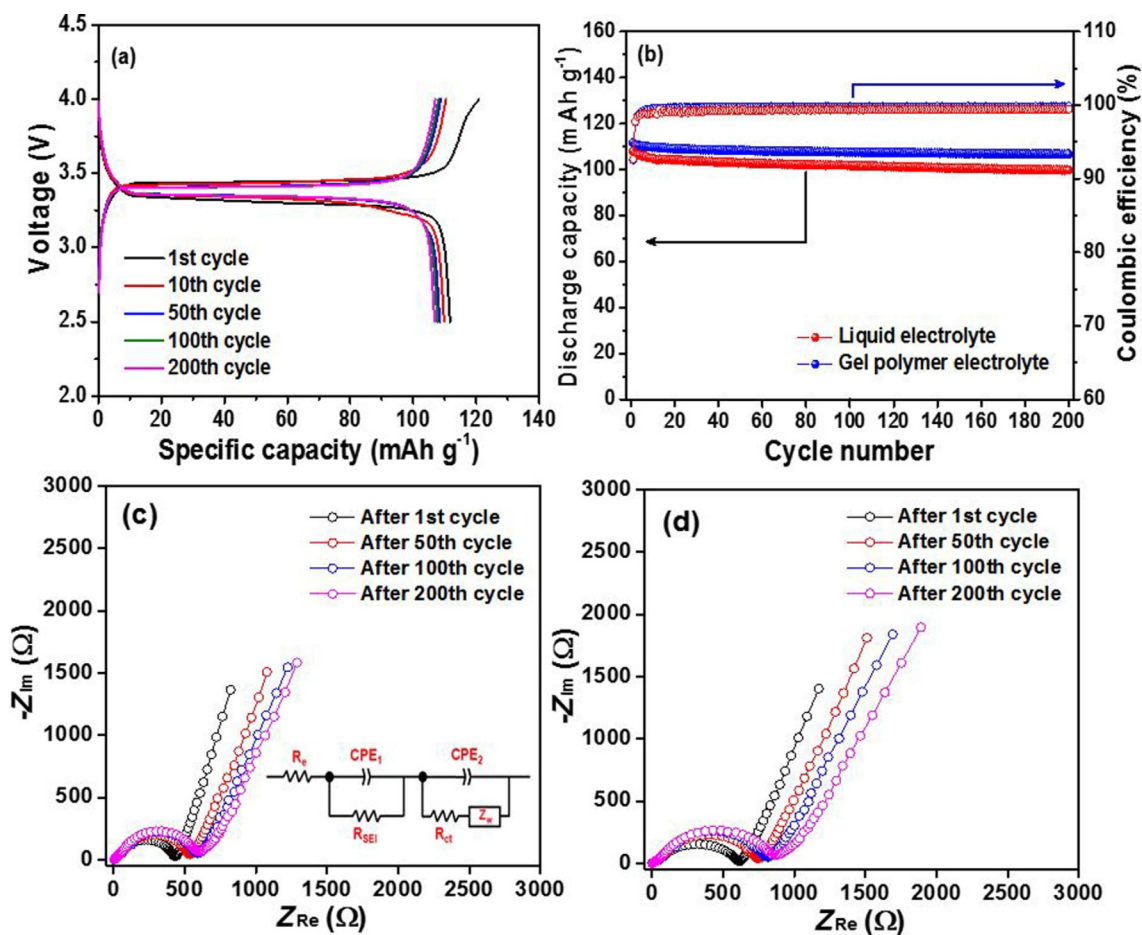 (a)
4.5
4.0
3.5
3.0
2.5
2.0
Voltage (V)
1st cycle
10th cycle
50th cycle
100th cycle
200th cycle
0 20 40 60 80 100 120 140
Specific capacity (mAh g-1)
(b)
160
140
120
100
80
60
40
20
0
Discharge capacity (m Ah g-1)
110
100
90
80
70
60
Coulombic efficiency (%)
Liquid electrolyte
Gel polymer electrolyte
0 20 40 60 80 100 120 140 160 180 200
Cycle number
(c)
3000
2500
2000
1500
1000
500
0
-ZIm (Ω)
After 1st cycle
After 50th cycle
After 100th cycle
After 200th cycle
Re
CPE1
RSEI
CPE2
Rct
Zw
0 500 1000 1500 2000 2500 3000
ZRe (Ω)
(d)
3000
2500
2000
1500
1000
500
0
-ZIm (Ω)
After 1st cycle
After 50th cycle
After 100th cycle
After 200th cycle
0 500 1000 1500 2000 2500 3000
ZRe (Ω)